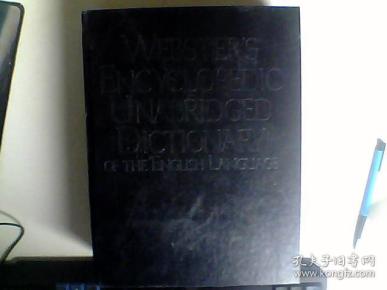 WEBSTER'S
ENCYCLOPEDIC
UNABRIDGED
DICTIONARY
OF THE ENGLISH LANGUAGE
孔夫子旧书网